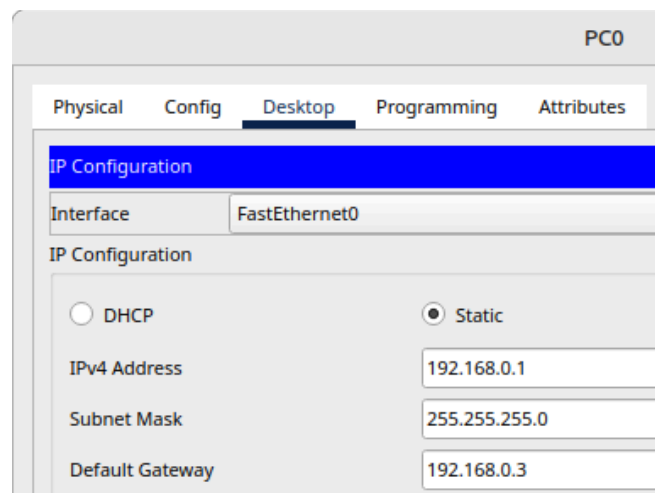 PC0
Physical Config Desktop Programming Attributes
IP Configuration
Interface FastEthernet0
IP Configuration
DHCP Static
IPv4 Address 192.168.0.1
Subnet Mask 255.255.255.0
Default Gateway 192.168.0.3